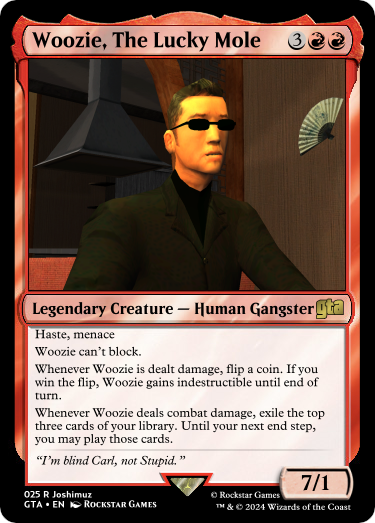 Woozie, The Lucky Mole 3
Legendary Creature — Human Gangster gta
Haste, menace
Woozie can't block.
Whenever Woozie is dealt damage, flip a coin. If you
win the flip, Woozie gains indestructible until end of
turn.
Whenever Woozie deals combat damage, exile the top
three cards of your library. Until your next end step,
you may play those cards.
"I'm blind Carl, not Stupid."
7/1
025 R Joshimuz © Rockstar Games
GTA • EN ROCKSTAR GAMES ™ & © 2024 Wizards of the Coast